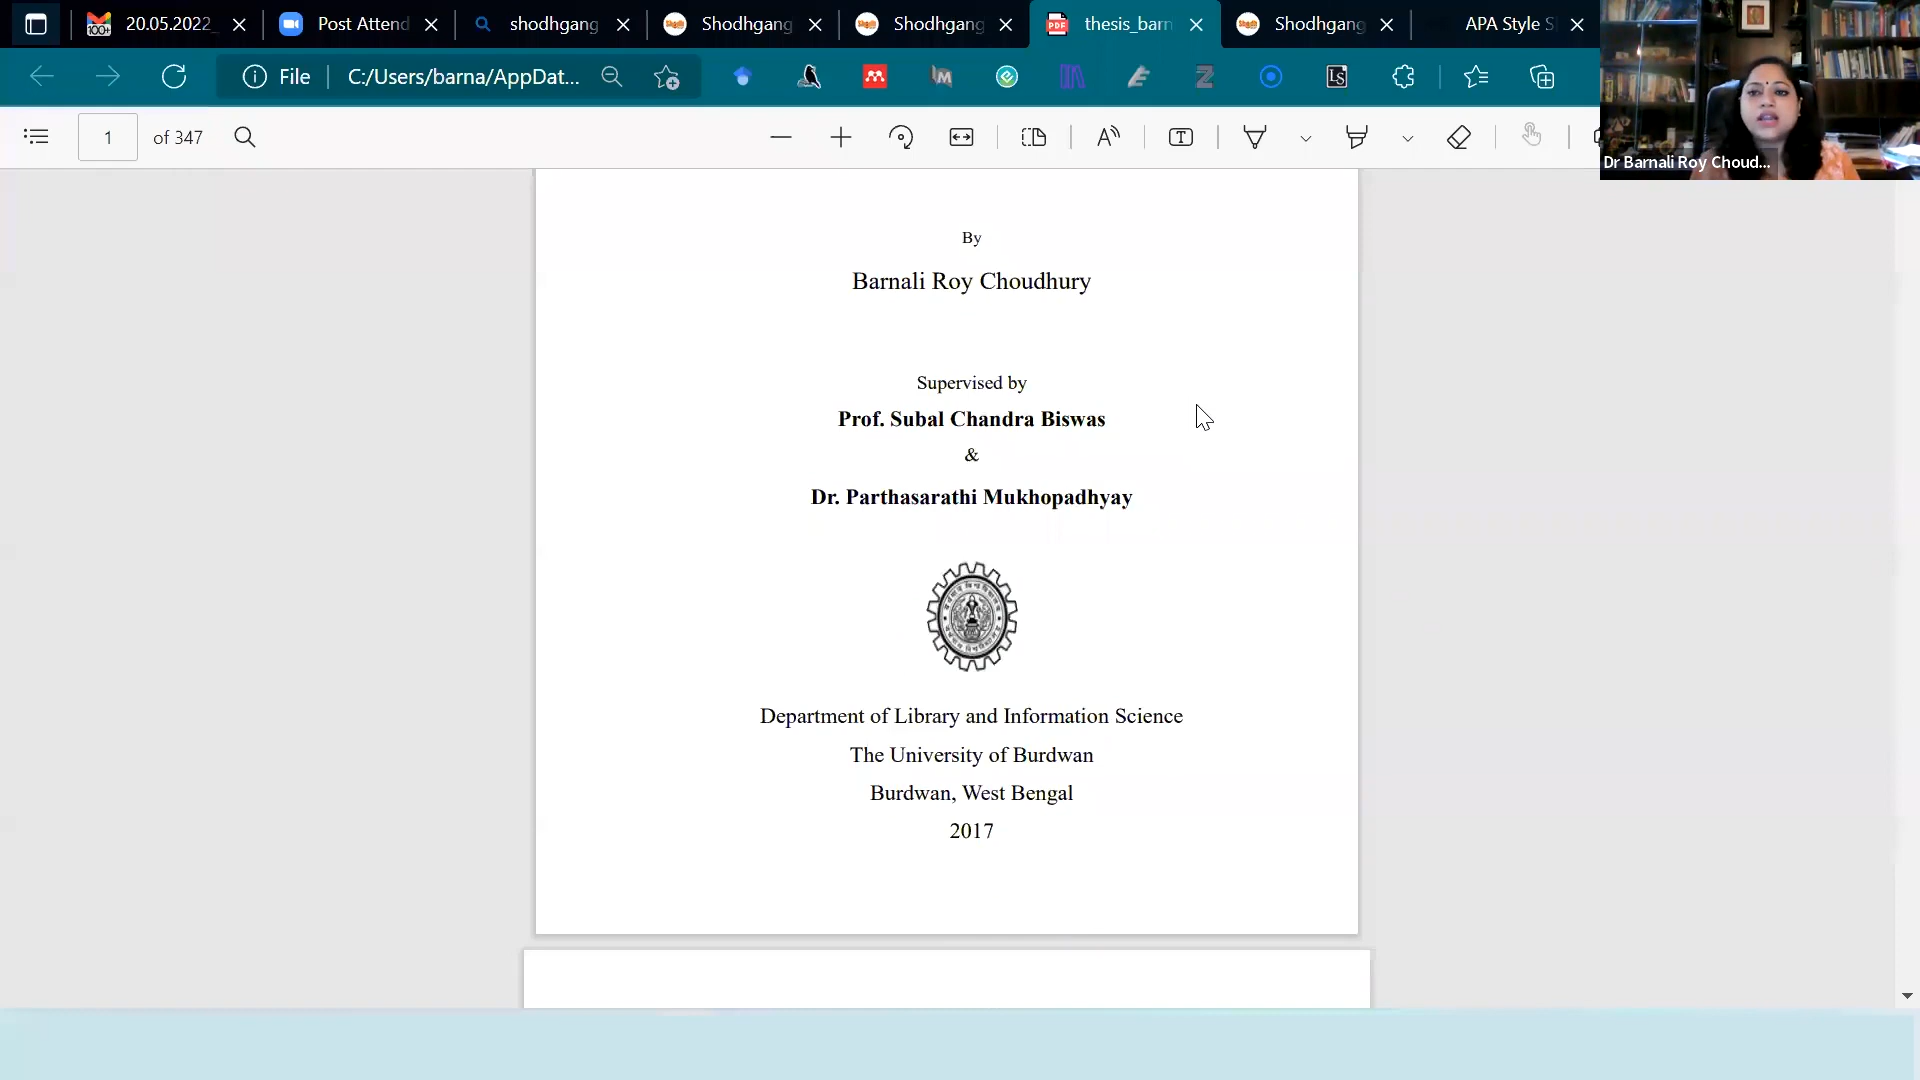 20.05.2022_
Post Attend
shodhgang
Shodhgang
Shodhgang
thesis_barn
Shodhgang
APA Style S
File
C:/Users/barna/AppDat...
1 of 347
Dr Barnali Roy Choud...
By
Barnali Roy Choudhury
Supervised by
Prof. Subal Chandra Biswas
&
Dr. Parthasarathi Mukhopadhyay
Department of Library and Information Science
The University of Burdwan
Burdwan, West Bengal
2017